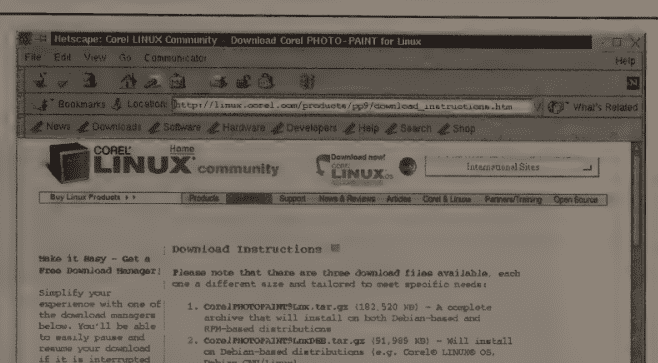 Netscape: Corel LINUX Community - Download Corel PHOTO-PAINT for Linux
File Edit View Go Communicator Help
Bookmarks Location: http://linux.corel.com/products/pp9/download_instructions.htm What's Related
News Downloads Software Hardware Developers Help Search Shop
COREL Home
LINUX community
Download now!
COREL
LINUX OS
International Sites
Buy Linux Products
Products Support News & Reviews Articles Corel & Linux Partners/Training Open Source
Download Instructions
Make it Easy - Get a
Free Download Manager!
Simplify your
experience with one of
the download managers
below. You'll be able
to easily pause and
resume your download
if it is interrupted
Please note that there are three download files available, each
one a different size and tailored to meet specific needs:
1. CorelPHOTOPAINT9Lnx.tar.gz (182,520 KB) - A complete
archive that will install on both Debian-based and
RPM-based distributions
2. CorelPHOTOPAINT9LnxDEB.tar.gz (91,985 KB) - Will install
on Debian-based distributions (e.g. Corel® LINUX® OS,
Debian GNU/Linux)